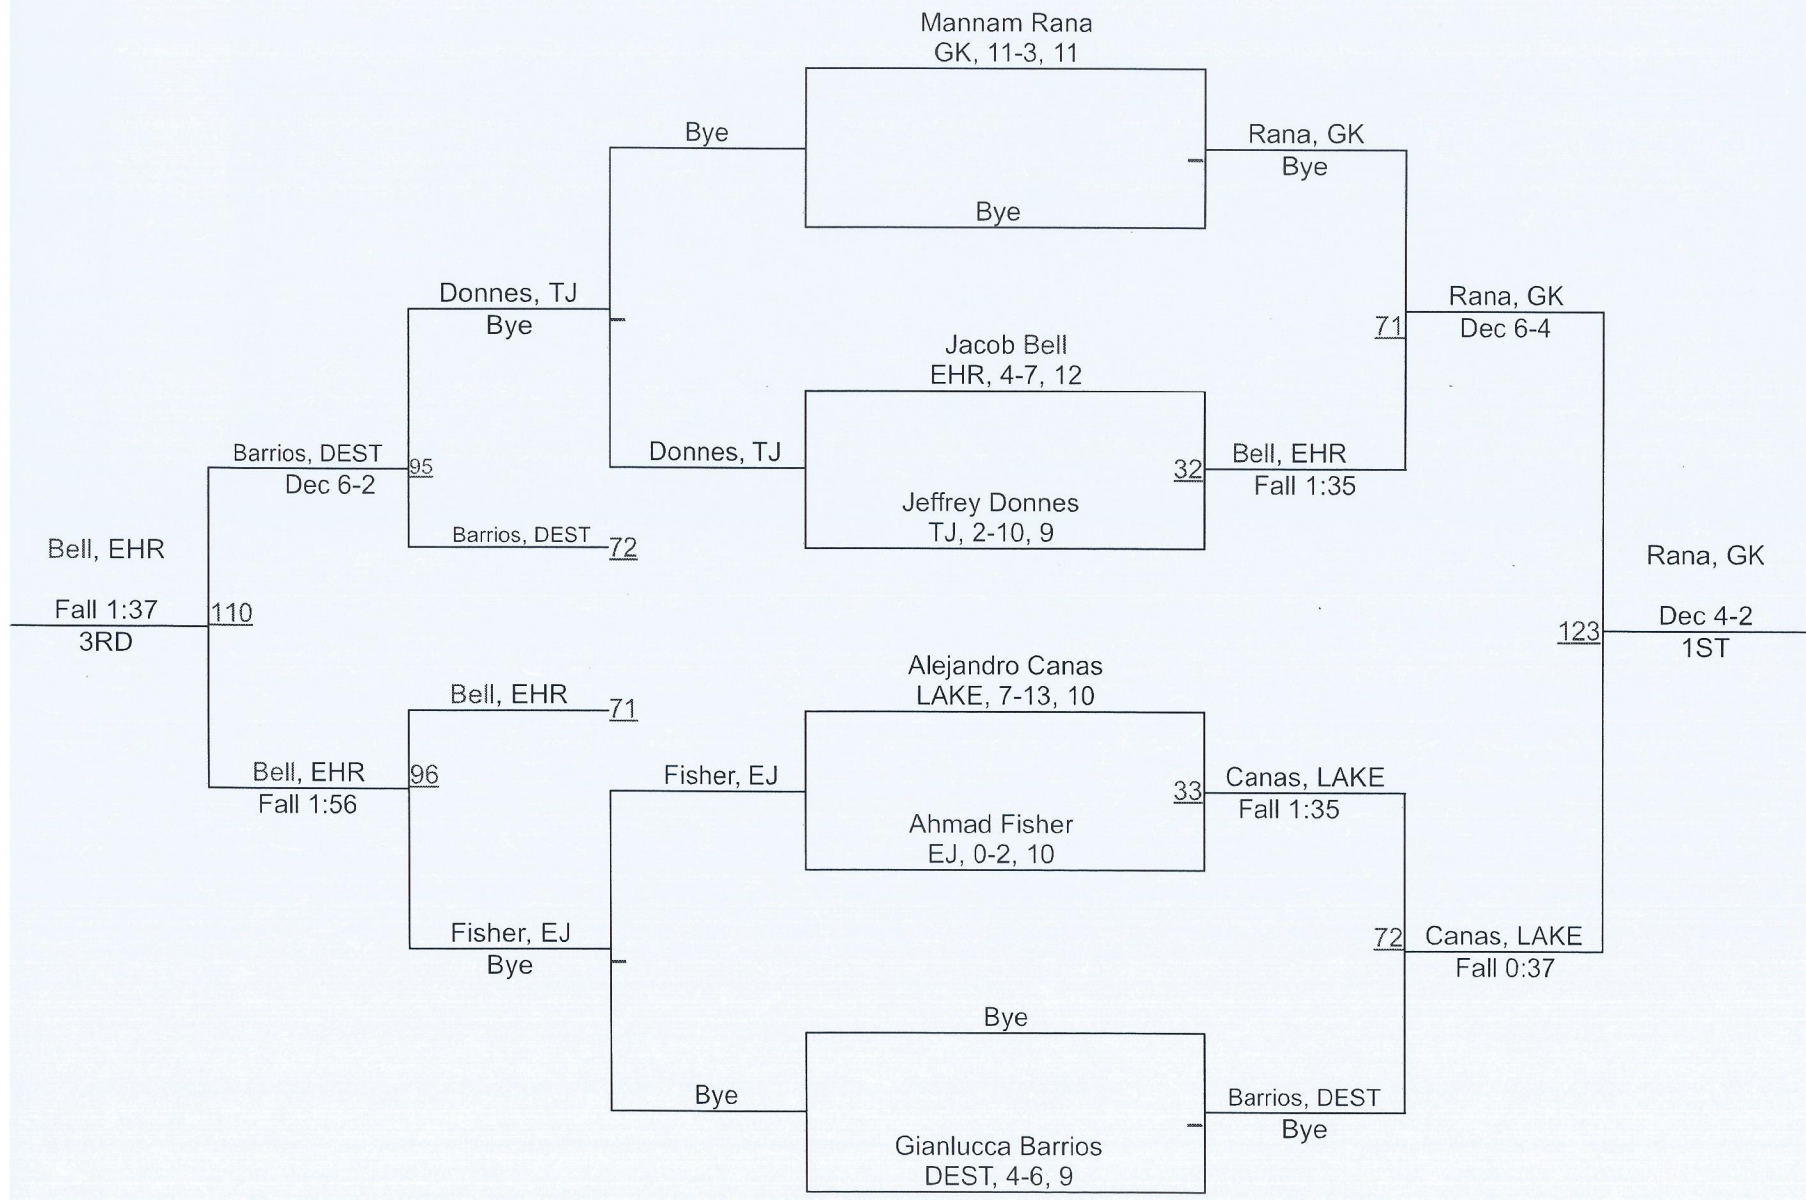 Mannam Rana
GK, 11-3, 11
Bye
Rana, GK
Bye
Bye
Donnes, TJ
Bye
Rana, GK
71
Dec 6-4
Jacob Bell
EHR, 4-7, 12
Barrios, DEST
95
Dec 6-2
Donnes, TJ
32
Bell, EHR
Fall 1:35
Jeffrey Donnes
TJ, 2-10, 9
Barrios, DEST
72
Bell, EHR
Rana, GK
Fall 1:37
110
3RD
123
Dec 4-2
1ST
Alejandro Canas
LAKE, 7-13, 10
Bell, EHR
71
Bell, EHR
96
Fall 1:56
Fisher, EJ
33
Canas, LAKE
Fall 1:35
Ahmad Fisher
EJ, 0-2, 10
Fisher, EJ
Bye
72
Canas, LAKE
Fall 0:37
Bye
Bye
Barrios, DEST
Bye
Gianlucca Barrios
DEST, 4-6, 9